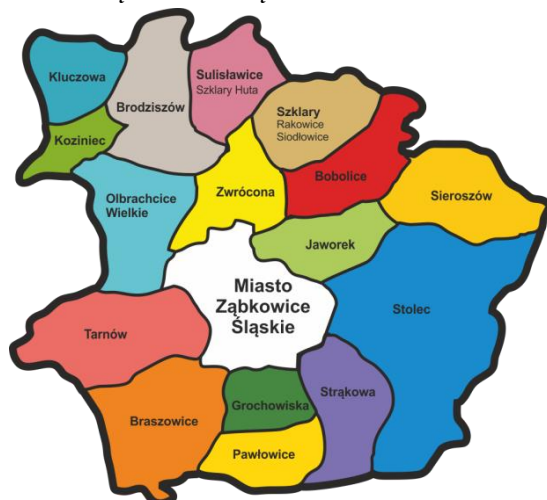 Kluczowa
Brodziszów
Sulisławice
Szklary Huta
Szklary
Rakowice
Siodłowice
Koziniec
Olbrachcice
Wielkie
Zwrócona
Bobolice
Sieroszów
Jaworek
Miasto
Ząbkowice
Śląskie
Stolec
Tarnów
Braszowice
Grochowiska
Strąkowa
Pawłowice